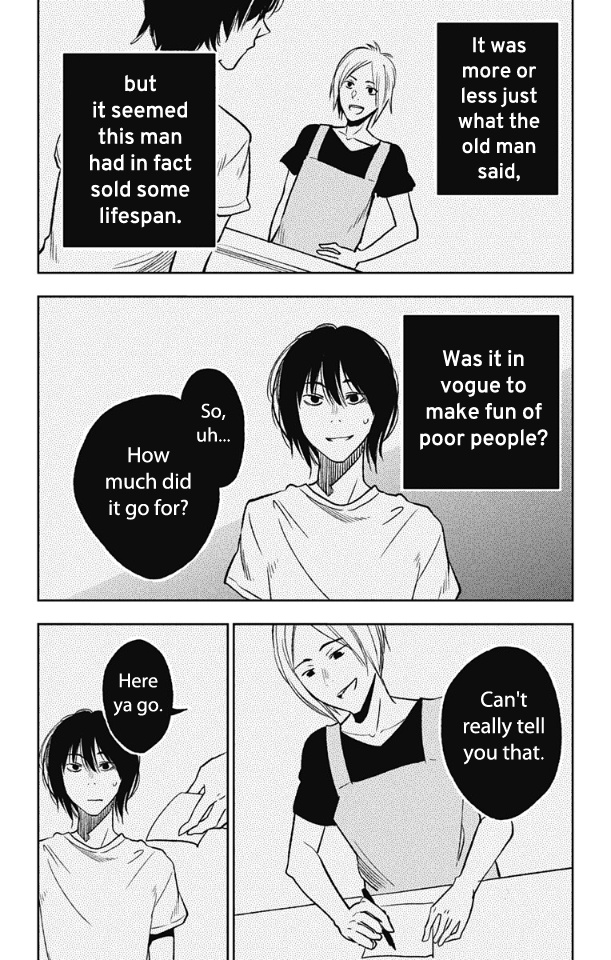 It was
more or
less just
what the
old man
said,
but
it seemed
this man
had in fact
sold some
lifespan.
Was it in
vogue to
make fun of
poor people?
So,
uh...
How
much did
it go for?
Can't
really tell
you that.
Here
ya go.